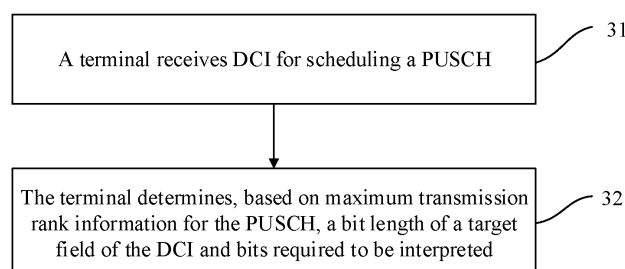 A terminal receives DCI for scheduling a PUSCH
31
The terminal determines, based on maximum transmission
rank information for the PUSCH, a bit length of a target
field of the DCI and bits required to be interpreted
32